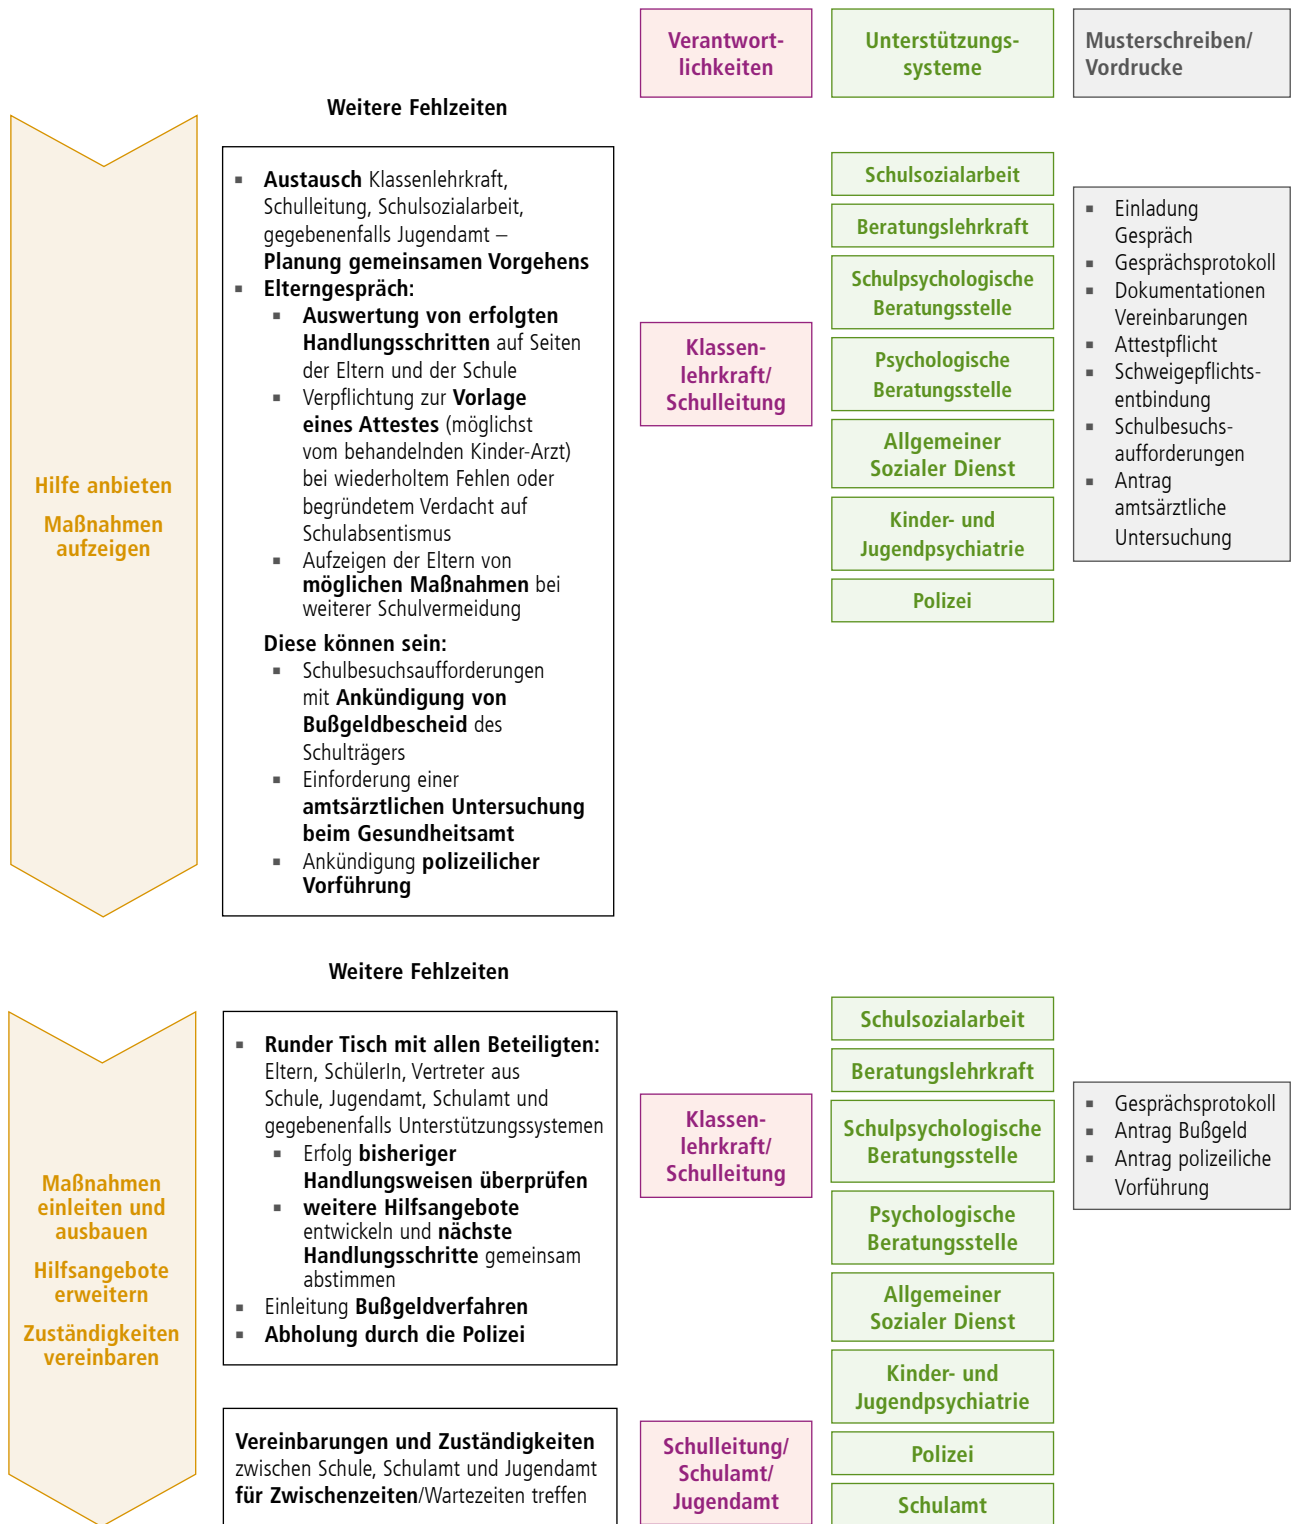 Verantwort-
lichkeiten
Unterstützungs-
systeme
Musterschreiben/
Vordrucke
Weitere Fehlzeiten
Hilfe anbieten
Maßnahmen
aufzeigen
▪ Austausch Klassenlehrkraft,
Schulleitung, Schulsozialarbeit,
gegebenenfalls Jugendamt –
Planung gemeinsamen Vorgehens
▪ Elterngespräch:
▪ Auswertung von erfolgten
Handlungsschritten auf Seiten
der Eltern und der Schule
▪ Verpflichtung zur Vorlage
eines Attestes (möglichst
vom behandelnden Kinder-Arzt)
bei wiederholtem Fehlen oder
begründetem Verdacht auf
Schulabsentismus
▪ Aufzeigen der Eltern von
möglichen Maßnahmen bei
weiterer Schulvermeidung
Diese können sein:
▪ Schulbesuchsaufforderungen
mit Ankündigung von
Bußgeldbescheid des
Schulträgers
▪ Einforderung einer
amtsärztlichen Untersuchung
beim Gesundheitsamt
▪ Ankündigung polizeilicher
Vorführung
Klassen-
lehrkraft/
Schulleitung
Schulsozialarbeit
Beratungslehrkraft
Schulpsychologische
Beratungsstelle
Psychologische
Beratungsstelle
Allgemeiner
Sozialer Dienst
Kinder- und
Jugendpsychiatrie
Polizei
▪ Einladung
Gespräch
▪ Gesprächsprotokoll
▪ Dokumentationen
Vereinbarungen
▪ Attestpflicht
▪ Schweigepflichts-
entbindung
▪ Schulbesuchs-
aufforderungen
▪ Antrag
amtsärztliche
Untersuchung
Weitere Fehlzeiten
Maßnahmen
einleiten und
ausbauen
Hilfsangebote
erweitern
Zuständigkeiten
vereinbaren
▪ Runder Tisch mit allen Beteiligten:
Eltern, SchülerIn, Vertreter aus
Schule, Jugendamt, Schulamt und
gegebenenfalls Unterstützungssystemen
▪ Erfolg bisheriger
Handlungsweisen überprüfen
▪ weitere Hilfsangebote
entwickeln und nächste
Handlungsschritte gemeinsam
abstimmen
▪ Einleitung Bußgeldverfahren
▪ Abholung durch die Polizei
Klassen-
lehrkraft/
Schulleitung
Schulsozialarbeit
Beratungslehrkraft
Schulpsychologische
Beratungsstelle
Psychologische
Beratungsstelle
Allgemeiner
Sozialer Dienst
Kinder- und
Jugendpsychiatrie
Polizei
Schulamt
▪ Gesprächsprotokoll
▪ Antrag Bußgeld
▪ Antrag polizeiliche
Vorführung
Vereinbarungen und Zuständigkeiten
zwischen Schule, Schulamt und Jugendamt
für Zwischenzeiten/Wartezeiten treffen
Schulleitung/
Schulamt/
Jugendamt